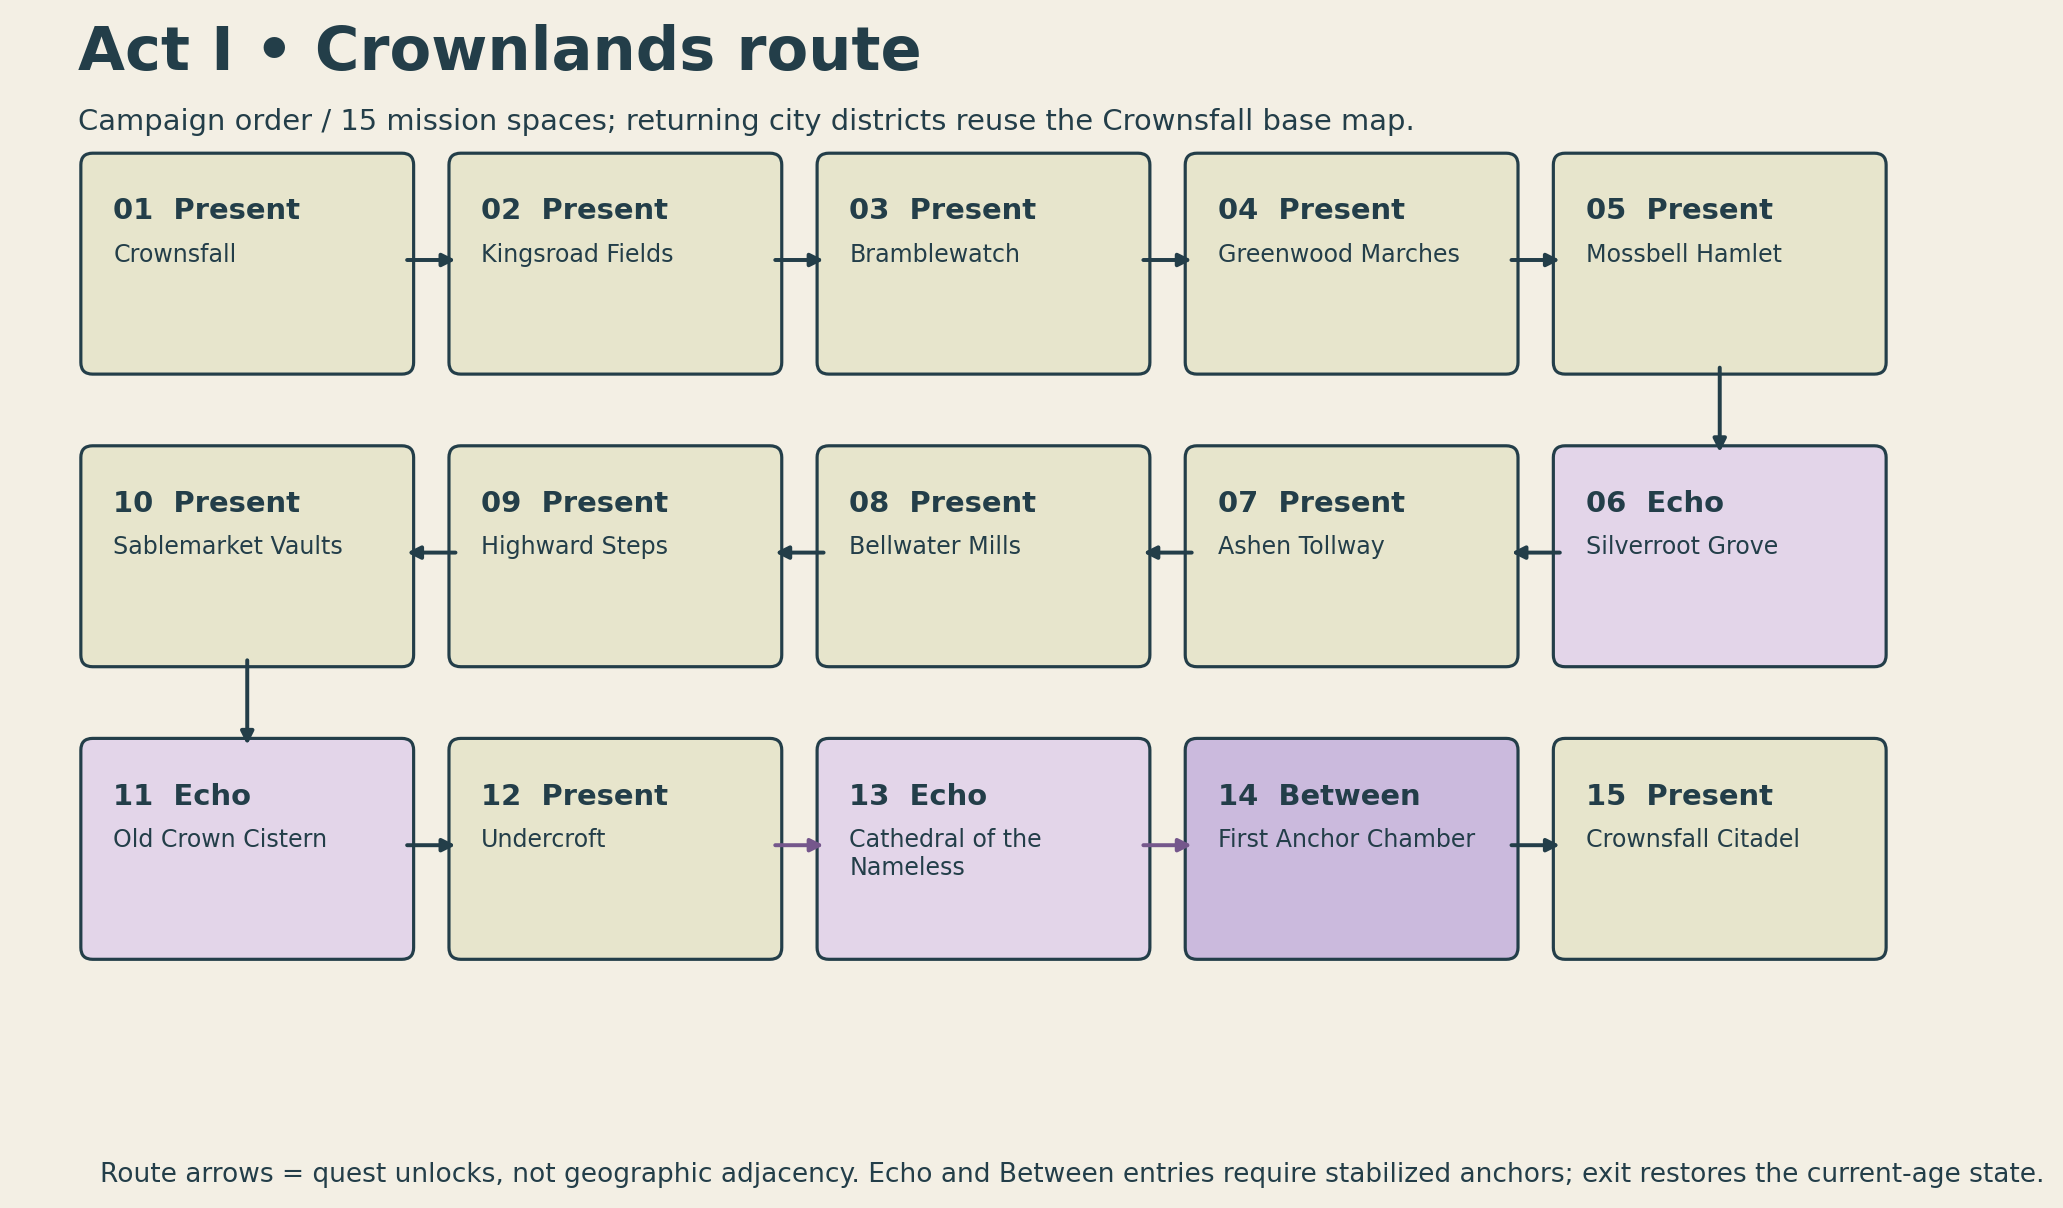 Act I • Crownlands route
Campaign order / 15 mission spaces; returning city districts reuse the Crownsfall base map.
01  Present
Crownsfall
02  Present
Kingsroad Fields
03  Present
Bramblewatch
04  Present
Greenwood Marches
05  Present
Mossbell Hamlet
06  Echo
Silverroot Grove
07  Present
Ashen Tollway
08  Present
Bellwater Mills
09  Present
Highward Steps
10  Present
Sablemarket Vaults
11  Echo
Old Crown Cistern
12  Present
Undercroft
13  Echo
Cathedral of the
Nameless
14  Between
First Anchor Chamber
15  Present
Crownsfall Citadel
Route arrows = quest unlocks, not geographic adjacency. Echo and Between entries require stabilized anchors; exit restores the current-age state.